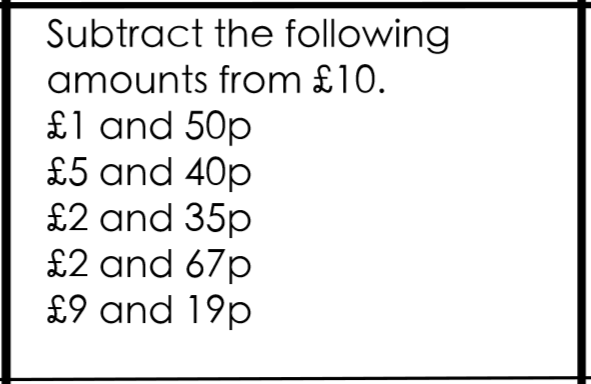 Subtract the following
amounts from £10.
£1 and 50p
£5 and 40p
£2 and 35p
£2 and 67p
£9 and 19p